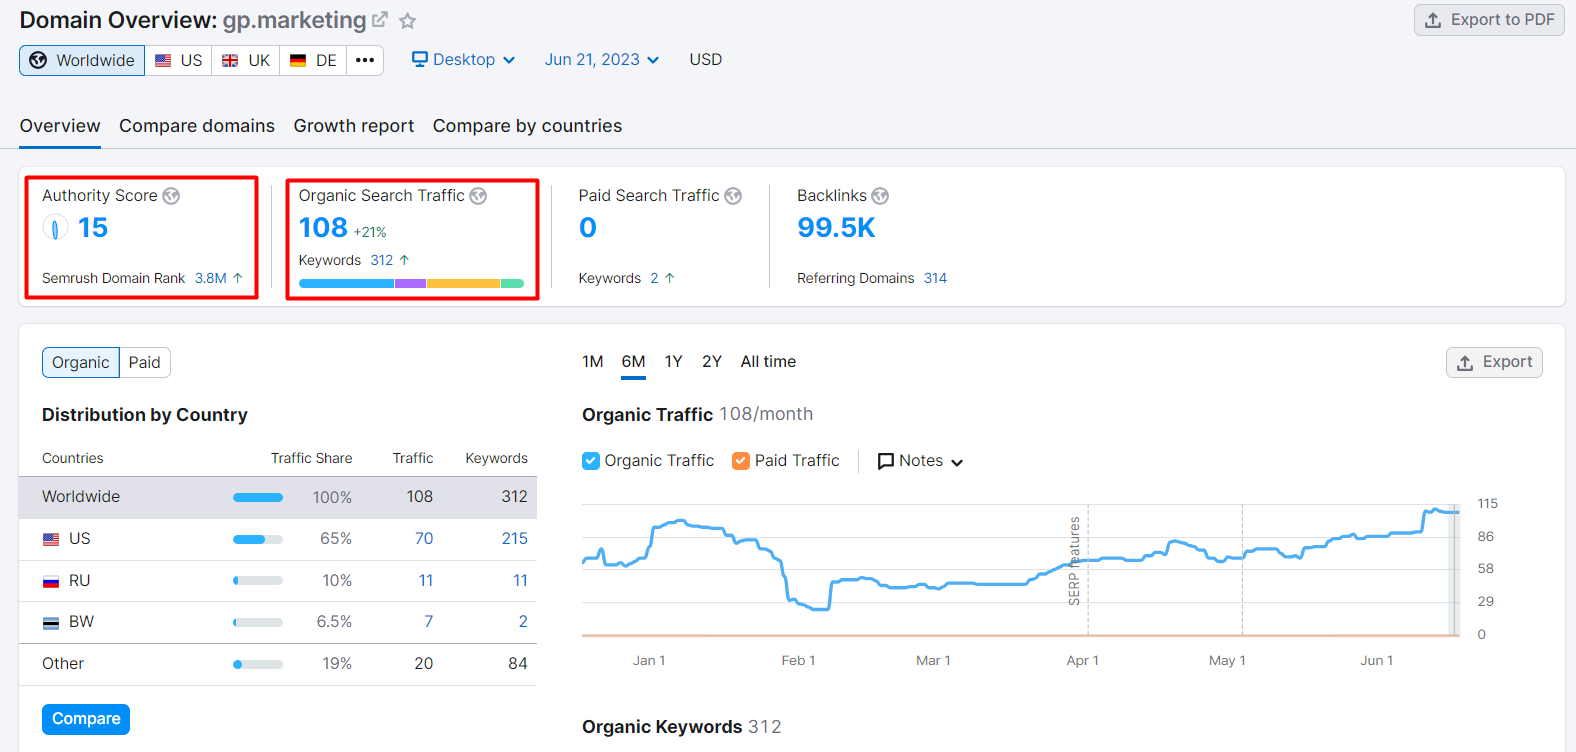 Domain Overview: gp.marketing
Export to PDF
Worldwide US UK DE ••• Desktop Jun 21, 2023 USD
Overview Compare domains Growth report Compare by countries
Authority Score
15
Semrush Domain Rank 3.8M ↑
Organic Search Traffic
108 +21%
Keywords 312 ↑
Paid Search Traffic
0
Keywords 2 ↑
Backlinks
99.5K
Referring Domains 314
Organic Paid
Distribution by Country
Countries Traffic Share Traffic Keywords
Worldwide 100% 108 312
US 65% 70 215
RU 10% 11 11
BW 6.5% 7 2
Other 19% 20 84
Compare
1M 6M 1Y 2Y All time
Export
Organic Traffic 108/month
Organic Traffic Paid Traffic Notes
115
86
58
29
0
SERP features
Jan 1 Feb 1 Mar 1 Apr 1 May 1 Jun 1
Organic Keywords 312